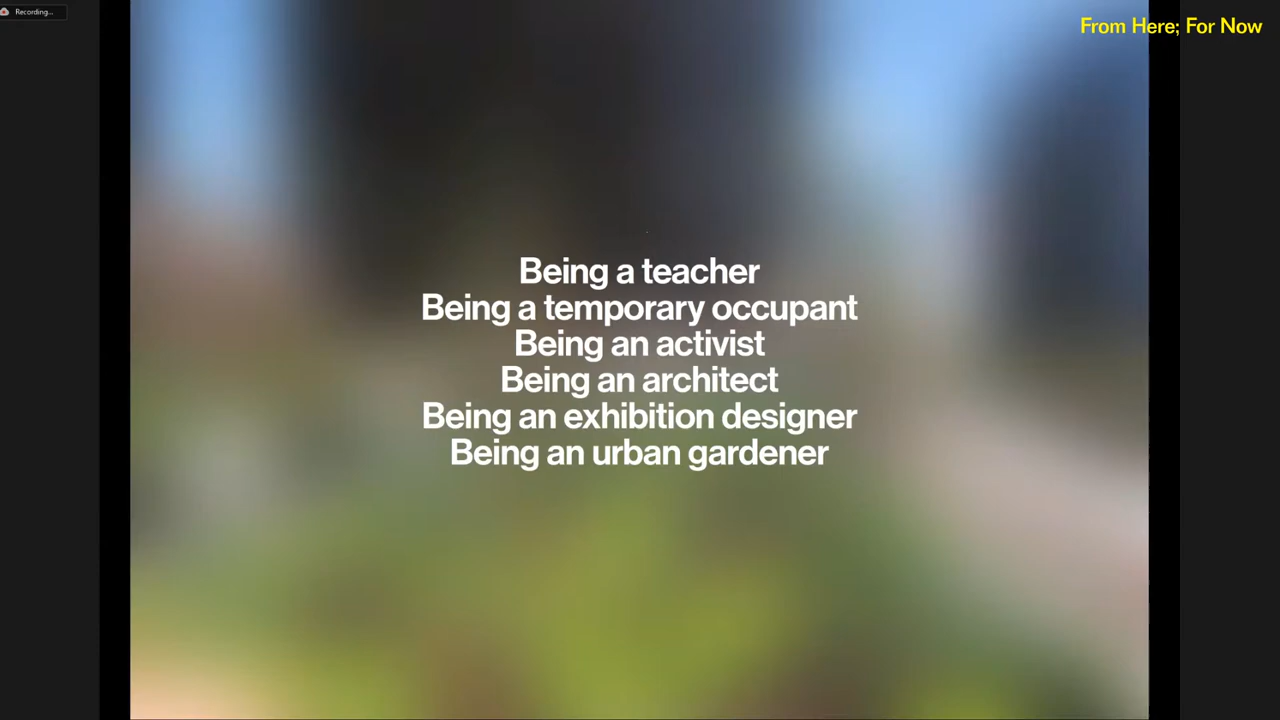 Recording...
From Here; For Now
Being a teacher
Being a temporary occupant
Being an activist
Being an architect
Being an exhibition designer
Being an urban gardener